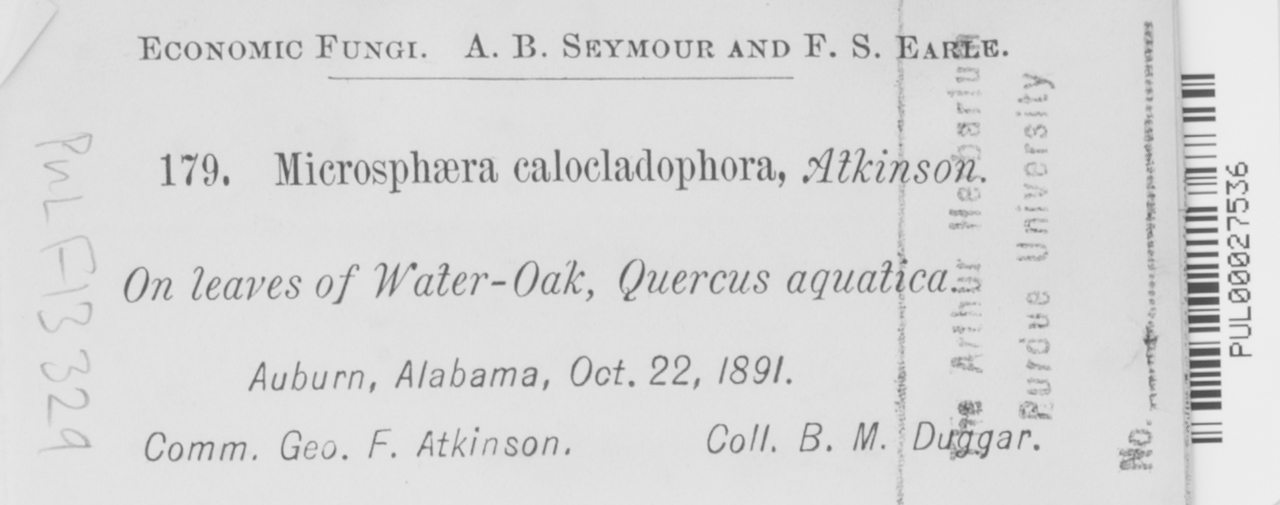 ECONOMIC FUNGI. A. B. SEYMOUR AND F. S. EARLE.
179. Microsphæra calocladophora, Atkinson.
On leaves of Water-Oak, Quercus aquatica.
Auburn, Alabama, Oct. 22, 1891.
Comm. Geo. F. Atkinson. Coll. B. M. Duggar.
PUL F13329
The Arthur Herbarium
Purdue University
No.
PUL00027536